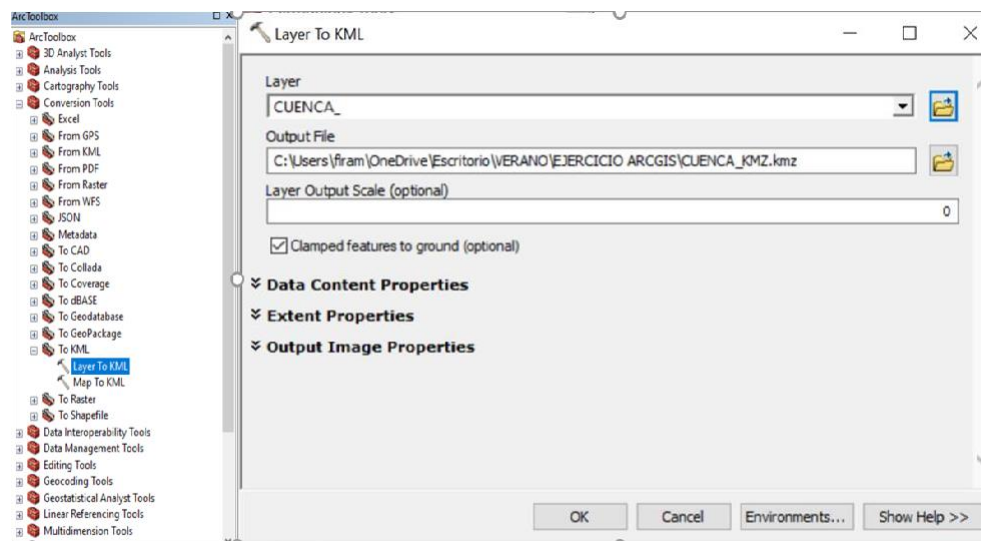 ArcToolbox
ArcToolbox
3D Analyst Tools
Analysis Tools
Cartography Tools
Conversion Tools
Excel
From GPS
From KML
From PDF
From Raster
From WFS
JSON
Metadata
To CAD
To Collada
To Coverage
To dBASE
To Geodatabase
To GeoPackage
To KML
Layer To KML
Map To KML
To Raster
To Shapefile
Data Interoperability Tools
Data Management Tools
Editing Tools
Geocoding Tools
Geostatistical Analyst Tools
Linear Referencing Tools
Multidimension Tools
Layer To KML
Layer
CUENCA_
Output File
C:\Users\firam\OneDrive\Escritorio\VERANO\EJERCICIO ARCGIS\CUENCA_KMZ.kmz
Layer Output Scale (optional)
0
Clamped features to ground (optional)
Data Content Properties
Extent Properties
Output Image Properties
OK
Cancel
Environments...
Show Help >>